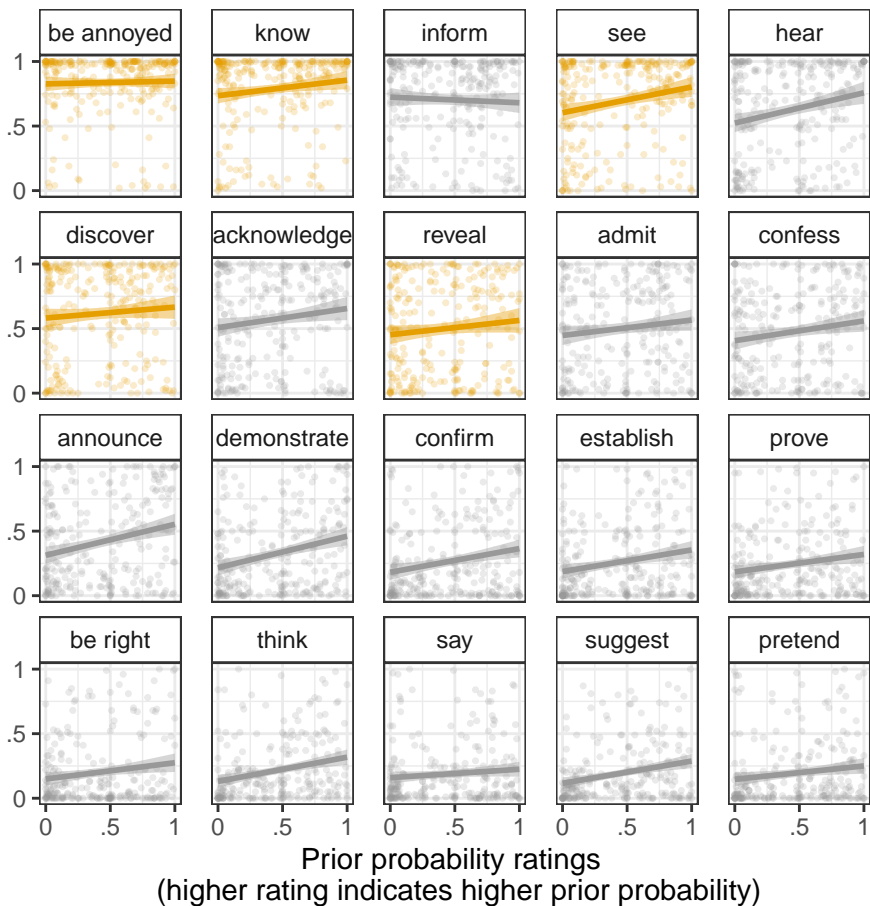 be annoyed know inform see hear
1
.5
0
discover acknowledge reveal admit confess
1
.5
0
announce demonstrate confirm establish prove
1
.5
0
be right think say suggest pretend
1
.5
0
0 .5 1 0 .5 1 0 .5 1 0 .5 1 0 .5 1
Prior probability ratings
(higher rating indicates higher prior probability)